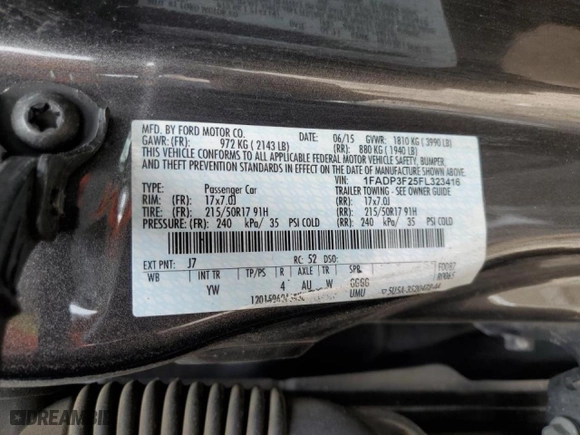 MFD. BY FORD MOTOR CO.
DATE: 06/15 GVWR: 1810 KG ( 3990 LB)
GAWR: (FR): 972 KG ( 2143 LB) (RR): 880 KG ( 1940 LB)
THIS VEHICLE CONFORMS TO ALL APPLICABLE FEDERAL MOTOR VEHICLE SAFETY, BUMPER,
AND THEFT PREVENTION STANDARDS IN EFFECT ON THE DATE OF MANUFACTURE SHOWN ABOVE.
VIN: 1FADP3F25FL323416
TYPE: Passenger Car TRAILER TOWING - SEE OWNER GUIDE
RIM: (FR) 17x7.0J (RR) 17x7.0J
TIRE: (FR) 215/50R17 91H (RR) 215/50R17 91H
PRESSURE: (FR) 240 kPa/ 35 PSI COLD (RR) 240 kPa/ 35 PSI COLD
EXT PNT: J7 RC: 52 DSO:
WB INT TR TP/PS R AXLE TR SPR
YW 4 AU W GGGG
UMU
DREAMBID